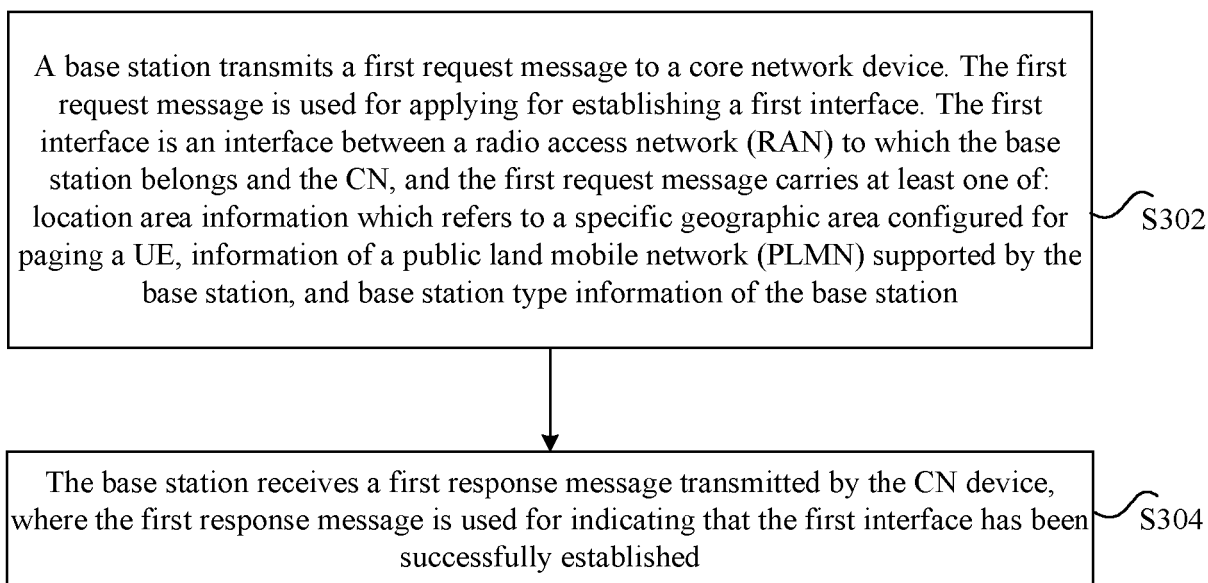 A base station transmits a first request message to a core network device. The first
request message is used for applying for establishing a first interface. The first
interface is an interface between a radio access network (RAN) to which the base
station belongs and the CN, and the first request message carries at least one of:
location area information which refers to a specific geographic area configured for
paging a UE, information of a public land mobile network (PLMN) supported by the
base station, and base station type information of the base station
S302
The base station receives a first response message transmitted by the CN device,
where the first response message is used for indicating that the first interface has been
successfully established
S304